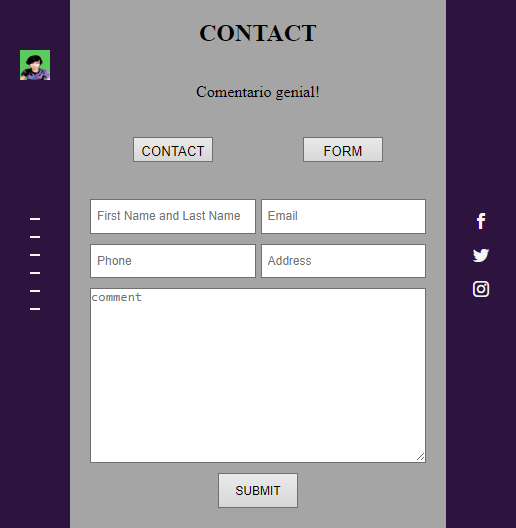 CONTACT
Comentario genial!
CONTACT FORM
First Name and Last Name Email
Phone Address
comment
SUBMIT